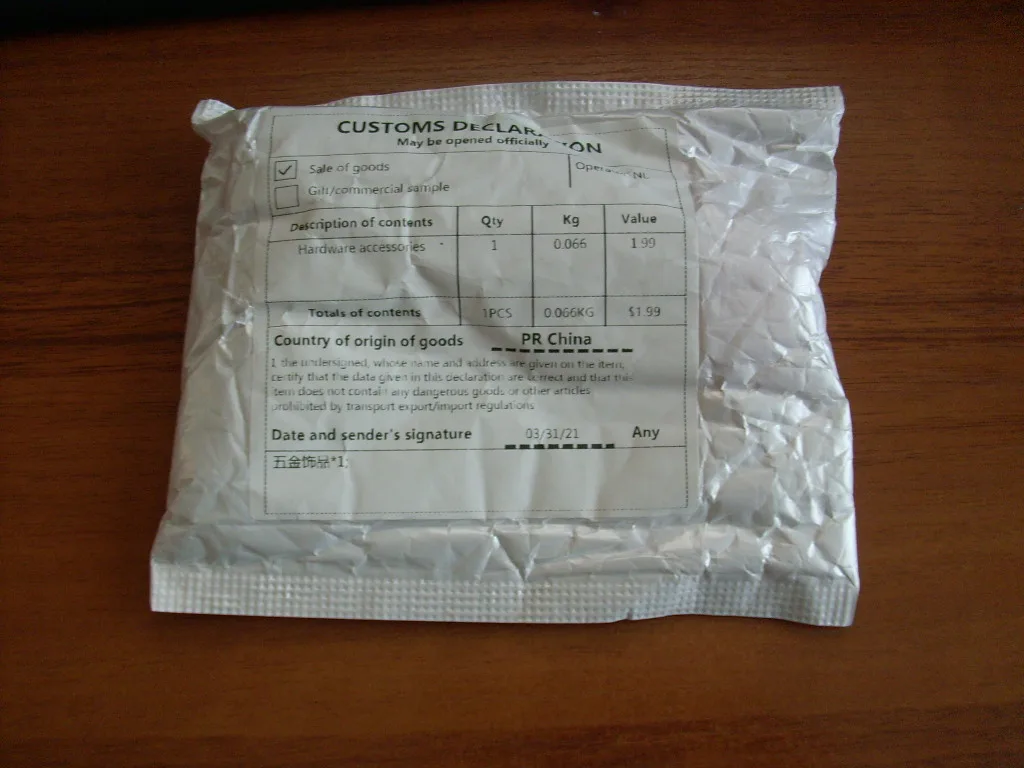 CUSTOMS DECLARATION
May be opened officially
Sale of goods
Gift/commercial sample
Description of contents Qty Kg Value
Hardware accessories 1 0.066 1.99
Totals of contents 1PCS 0.066KG $1.99
Country of origin of goods PR China
I the undersigned, whose name and address are given on the item,
certify that the data given in this declaration are correct and that this
item does not contain any dangerous goods or other articles
prohibited by transport export/import regulations
Date and sender's signature 03/31/21 Any
五金饰品*1;